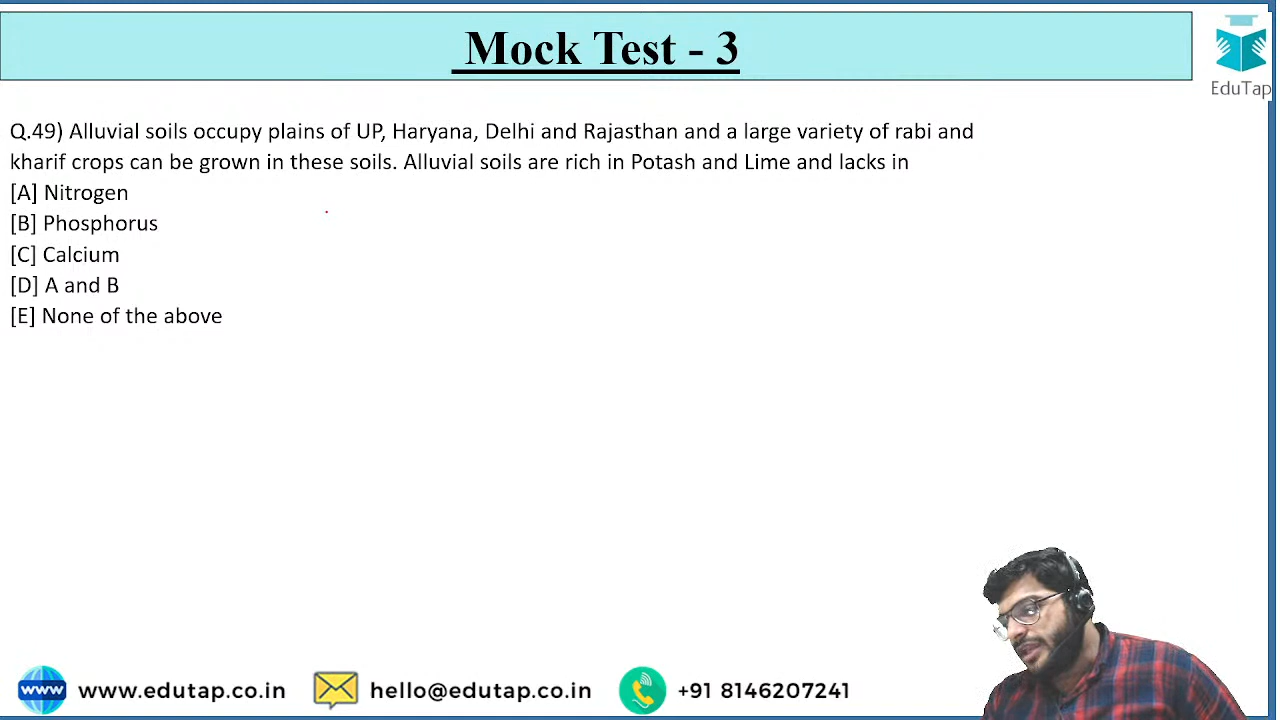 Mock Test - 3
EduTap
Q.49) Alluvial soils occupy plains of UP, Haryana, Delhi and Rajasthan and a large variety of rabi and
kharif crops can be grown in these soils. Alluvial soils are rich in Potash and Lime and lacks in
[A] Nitrogen
[B] Phosphorus
[C] Calcium
[D] A and B
[E] None of the above
www www.edutap.co.in hello@edutap.co.in +91 8146207241